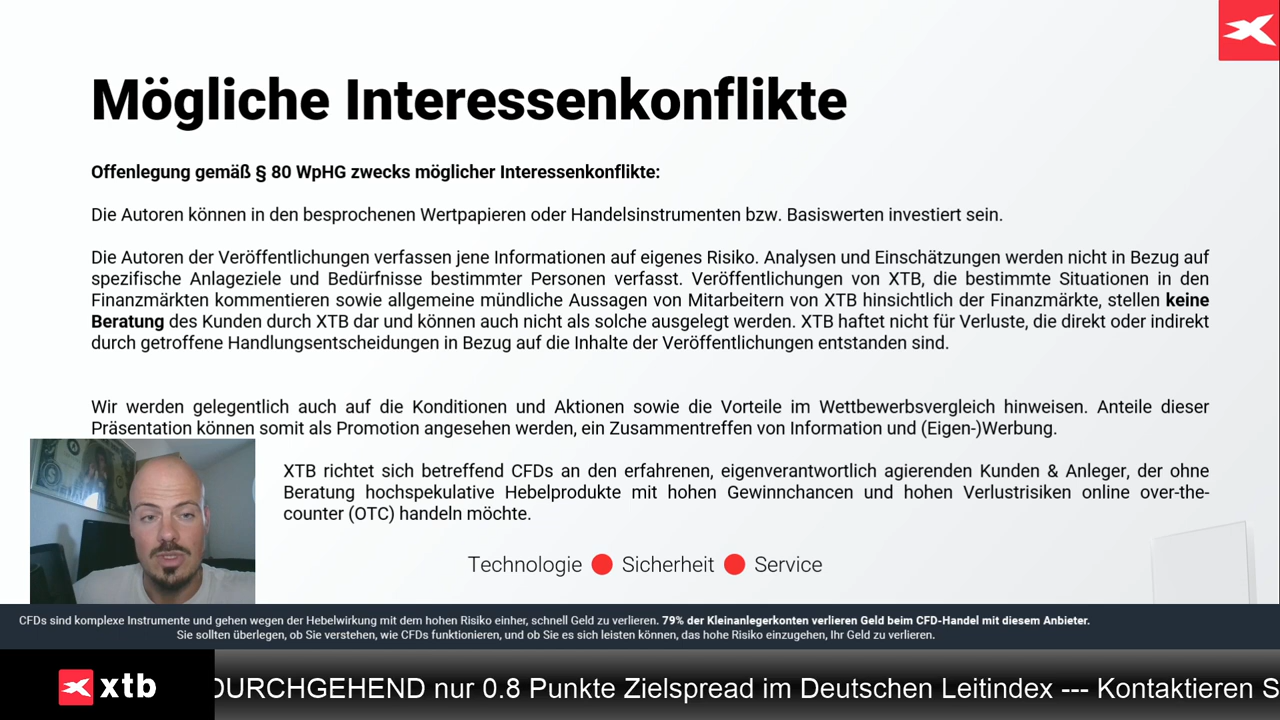 Mögliche Interessenkonflikte
Offenlegung gemäß § 80 WpHG zwecks möglicher Interessenkonflikte:
Die Autoren können in den besprochenen Wertpapieren oder Handelsinstrumenten bzw. Basiswerten investiert sein.
Die Autoren der Veröffentlichungen verfassen jene Informationen auf eigenes Risiko. Analysen und Einschätzungen werden nicht in Bezug auf
spezifische Anlageziele und Bedürfnisse bestimmter Personen verfasst. Veröffentlichungen von XTB, die bestimmte Situationen in den
Finanzmärkten kommentieren sowie allgemeine mündliche Aussagen von Mitarbeitern von XTB hinsichtlich der Finanzmärkte, stellen keine
Beratung des Kunden durch XTB dar und können auch nicht als solche ausgelegt werden. XTB haftet nicht für Verluste, die direkt oder indirekt
durch getroffene Handlungsentscheidungen in Bezug auf die Inhalte der Veröffentlichungen entstanden sind.
Wir werden gelegentlich auch auf die Konditionen und Aktionen sowie die Vorteile im Wettbewerbsvergleich hinweisen. Anteile dieser
Präsentation können somit als Promotion angesehen werden, ein Zusammentreffen von Information und (Eigen-)Werbung.
XTB richtet sich betreffend CFDs an den erfahrenen, eigenverantwortlich agierenden Kunden & Anleger, der ohne
Beratung hochspekulative Hebelprodukte mit hohen Gewinnchancen und hohen Verlustrisiken online over-the-
counter (OTC) handeln möchte.
Technologie Sicherheit Service
CFDs sind komplexe Instrumente und gehen wegen der Hebelwirkung mit dem hohen Risiko einher, schnell Geld zu verlieren. 79% der Kleinanlegerkonten verlieren Geld beim CFD-Handel mit diesem Anbieter.
Sie sollten überlegen, ob Sie verstehen, wie CFDs funktionieren, und ob Sie es sich leisten können, das hohe Risiko einzugehen, Ihr Geld zu verlieren.
xtb DURCHGEHEND nur 0.8 Punkte Zielspread im Deutschen Leitindex --- Kontaktieren S